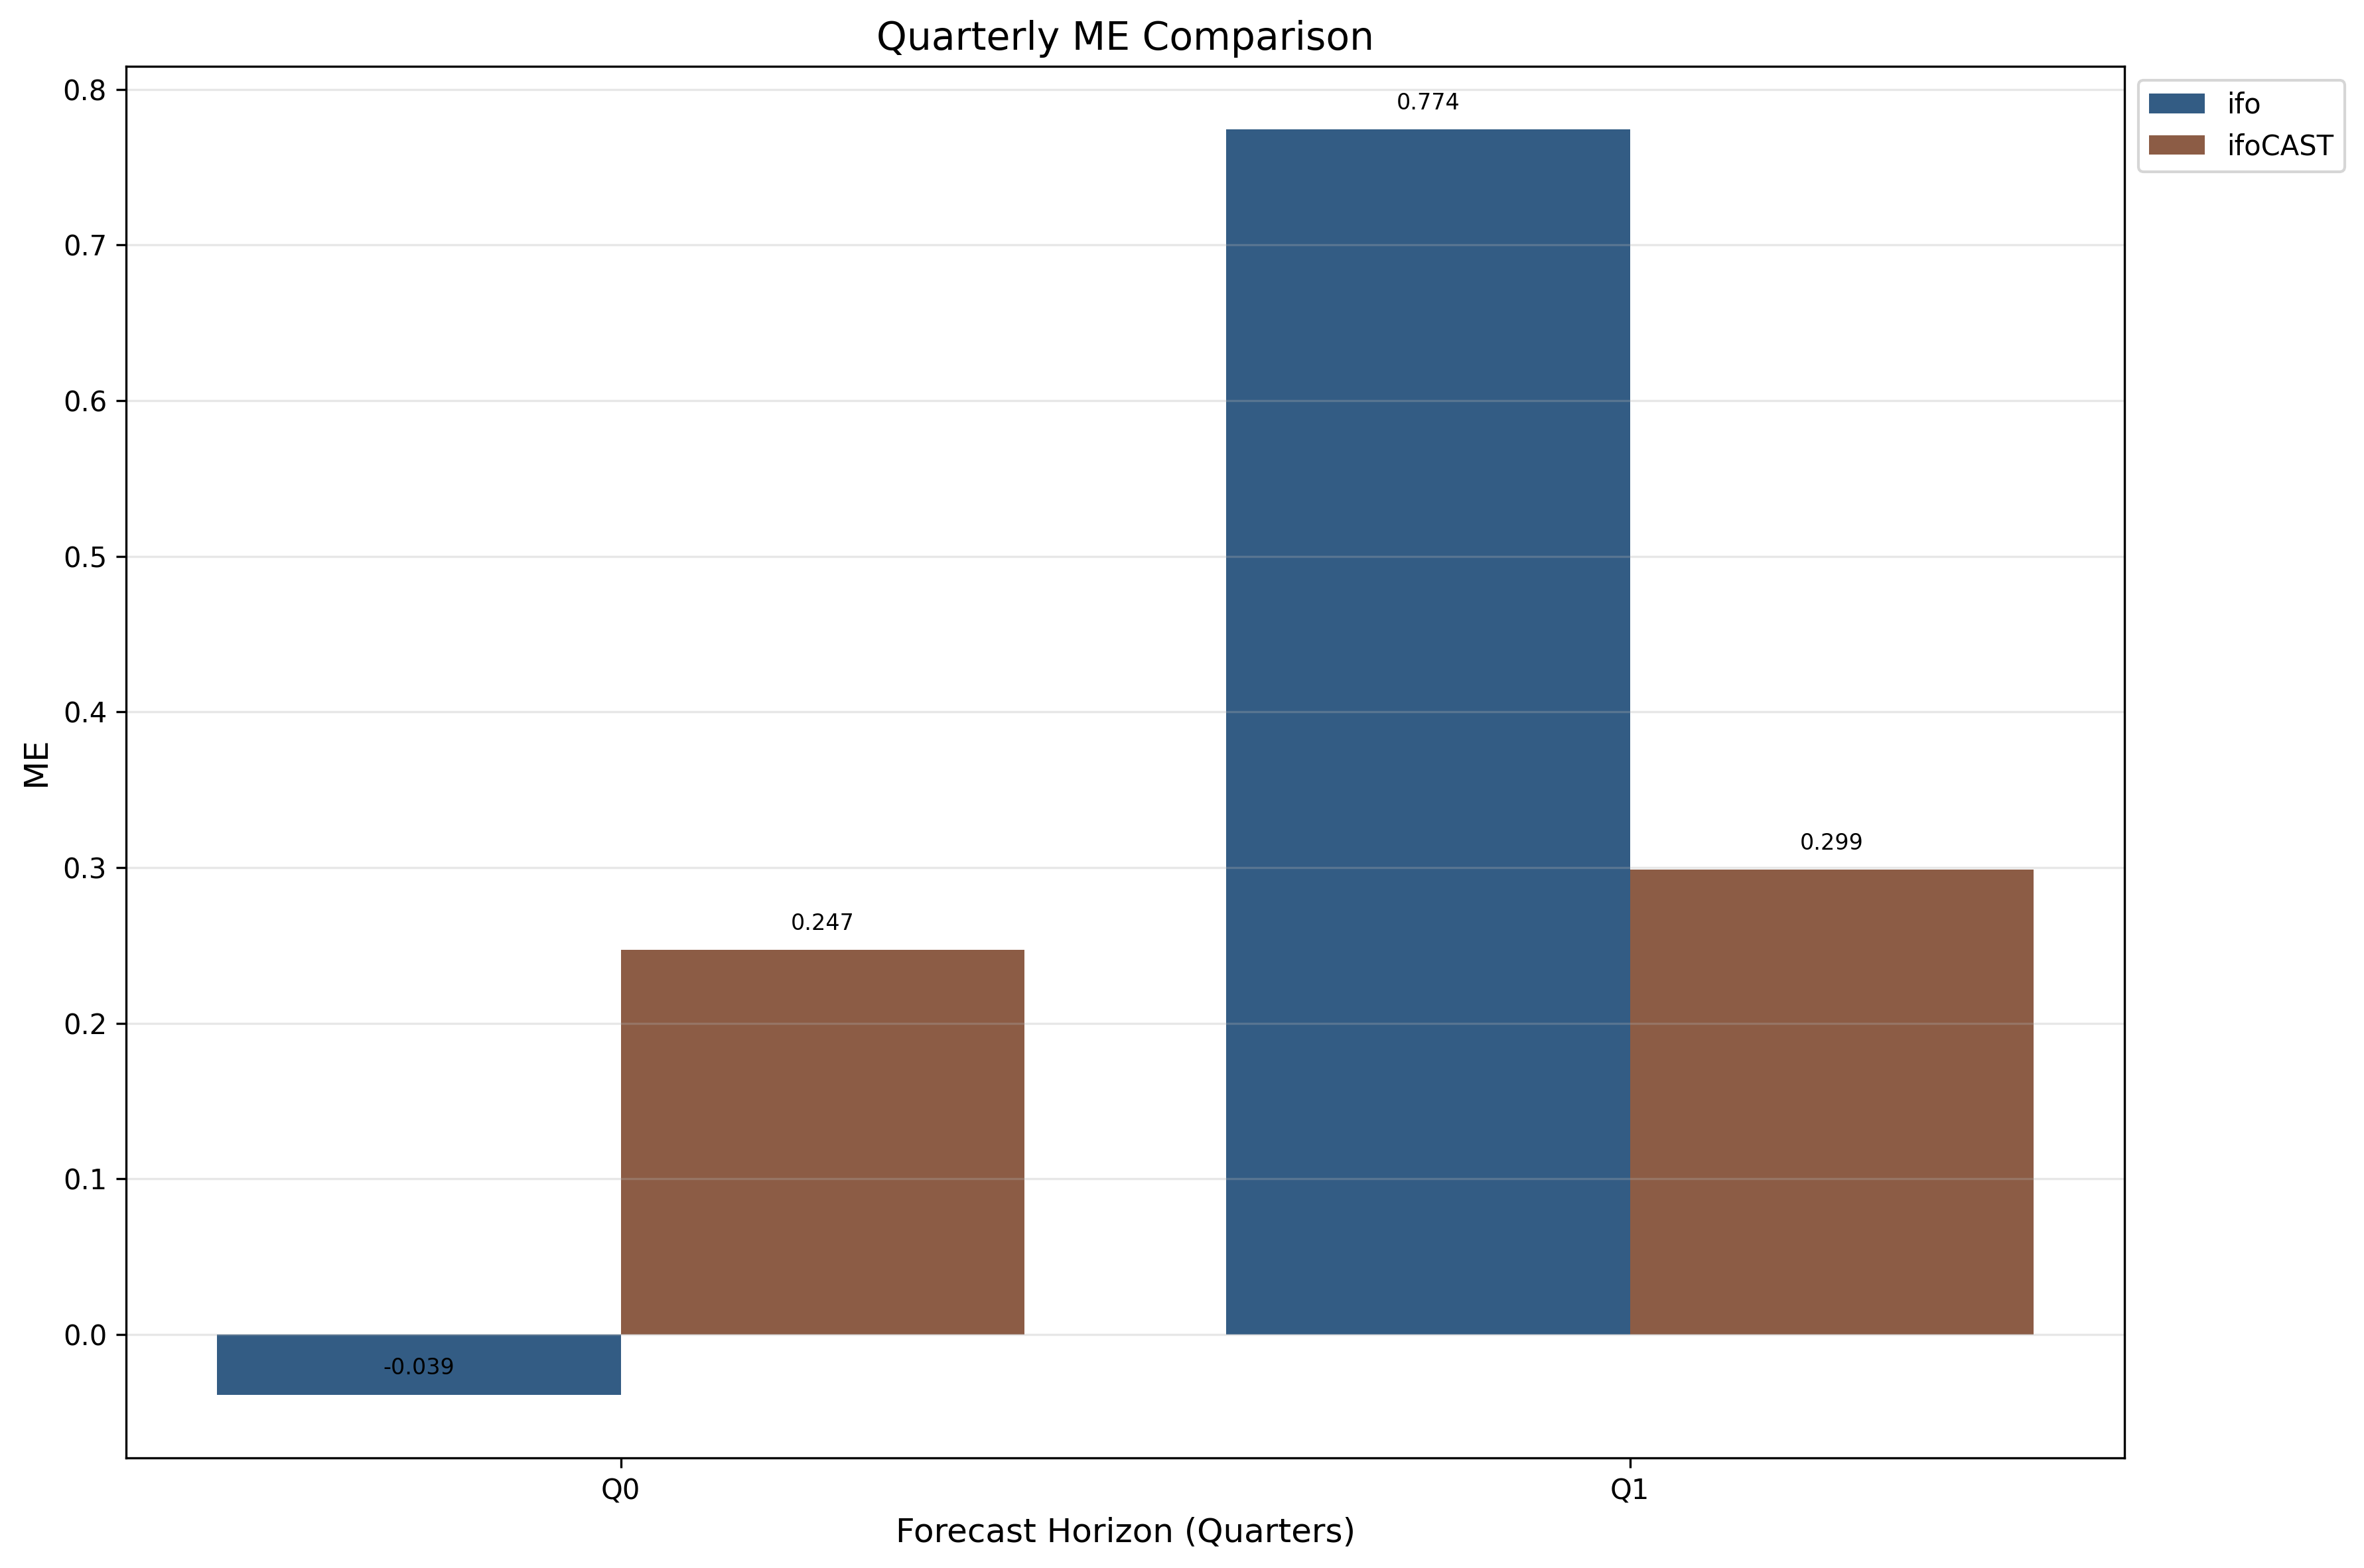 Quarterly ME Comparison
ifo
ifoCAST
ME
0.8
0.7
0.6
0.5
0.4
0.3
0.2
0.1
0.0
0.774
0.299
0.247
-0.039
Q0
Q1
Forecast Horizon (Quarters)